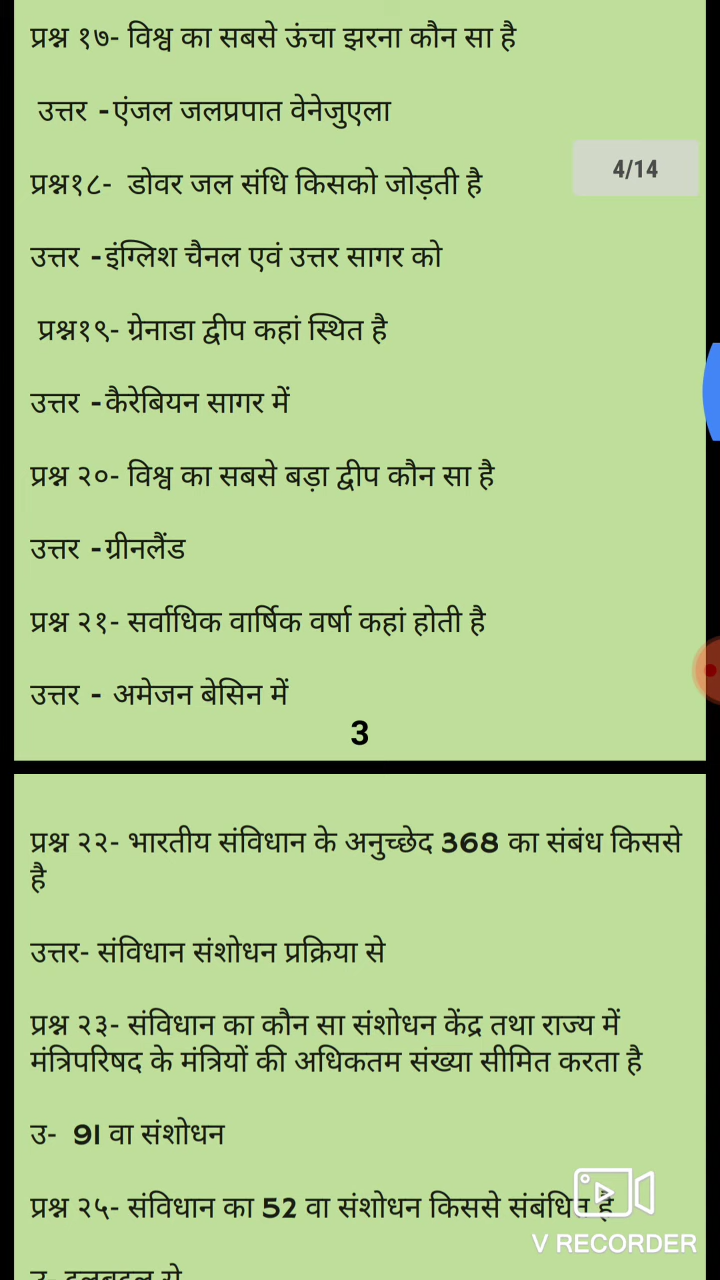 प्रश्न १७- विश्व का सबसे ऊंचा झरना कौन सा है
उत्तर -एंजल जलप्रपात वेनेजुएला
4/14
प्रश्न१८- डोवर जल संधि किसको जोड़ती है
उत्तर -इंग्लिश चैनल एवं उत्तर सागर को
प्रश्न१९- ग्रेनाडा द्वीप कहां स्थित है
उत्तर -कैरेबियन सागर में
प्रश्न २०- विश्व का सबसे बड़ा द्वीप कौन सा है
उत्तर -ग्रीनलैंड
प्रश्न २१- सर्वाधिक वार्षिक वर्षा कहां होती है
उत्तर - अमेजन बेसिन में
3
प्रश्न २२- भारतीय संविधान के अनुच्छेद 368 का संबंध किससे
है
उत्तर- संविधान संशोधन प्रक्रिया से
प्रश्न २३- संविधान का कौन सा संशोधन केंद्र तथा राज्य में
मंत्रिपरिषद के मंत्रियों की अधिकतम संख्या सीमित करता है
उ- 91 वा संशोधन
प्रश्न २५- संविधान का 52 वा संशोधन किससे संबंधित है
V RECORDER
उ- दलबदल से